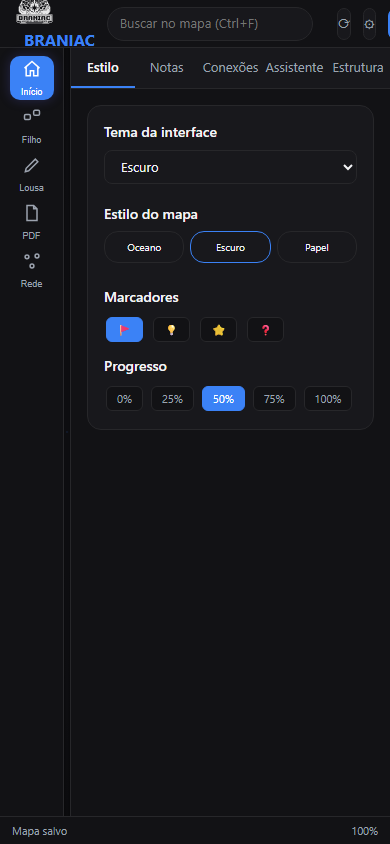 BRANIAC
BRANIAC
Buscar no mapa (Ctrl+F)
Início
Filho
Lousa
PDF
Rede
Estilo Notas Conexões Assistente Estrutura
Tema da interface
Escuro
Estilo do mapa
Oceano Escuro Papel
Marcadores
Progresso
0% 25% 50% 75% 100%
Mapa salvo 100%